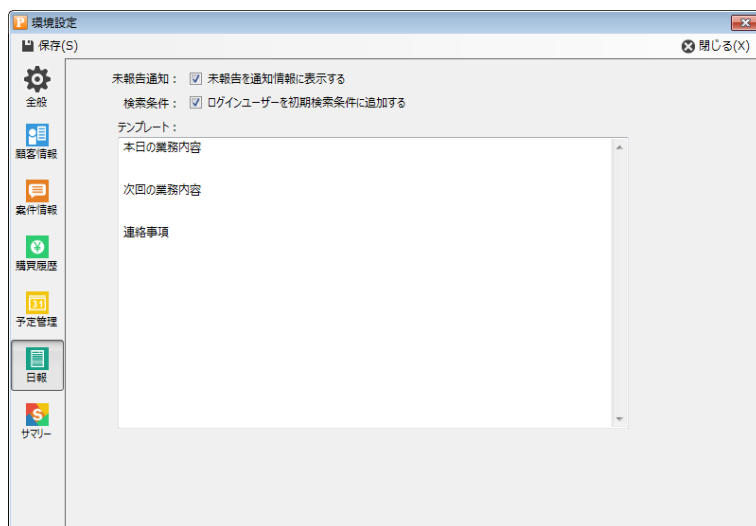 P 環境設定
保存(S)
閉じる(X)
全般
顧客情報
案件情報
購買履歴
31
予定管理
日報
S
サマリー
未報告通知： 未報告を通知情報に表示する
検索条件： ログインユーザーを初期検索条件に追加する
テンプレート：
本日の業務内容
次回の業務内容
連絡事項